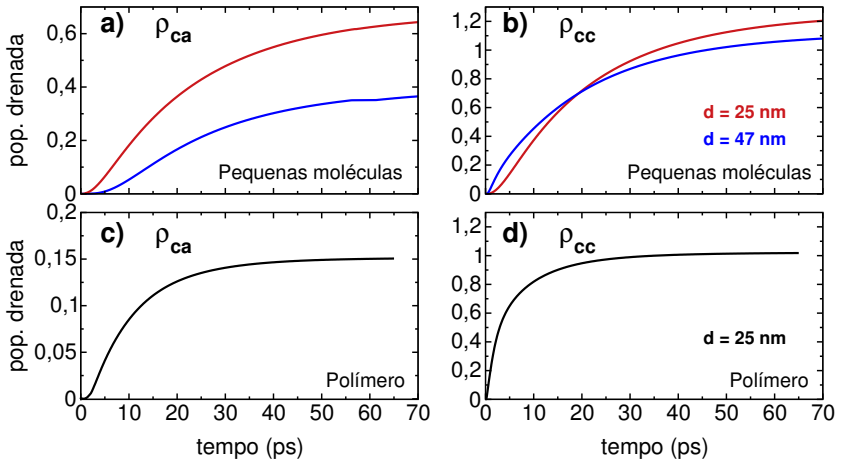 a) ρca
b) ρcc
pop. drenada
0,6
0,4
0,2
0
1,2
1
0,8
0,6
0,4
0,2
0
d = 25 nm
d = 47 nm
Pequenas moléculas
Pequenas moléculas
c) ρca
d) ρcc
pop. drenada
0,2
0,15
0,1
0,05
0
1,2
1
0,8
0,6
0,4
0,2
0
d = 25 nm
Polímero
Polímero
0 10 20 30 40 50 60 70
0 10 20 30 40 50 60 70
tempo (ps)
tempo (ps)